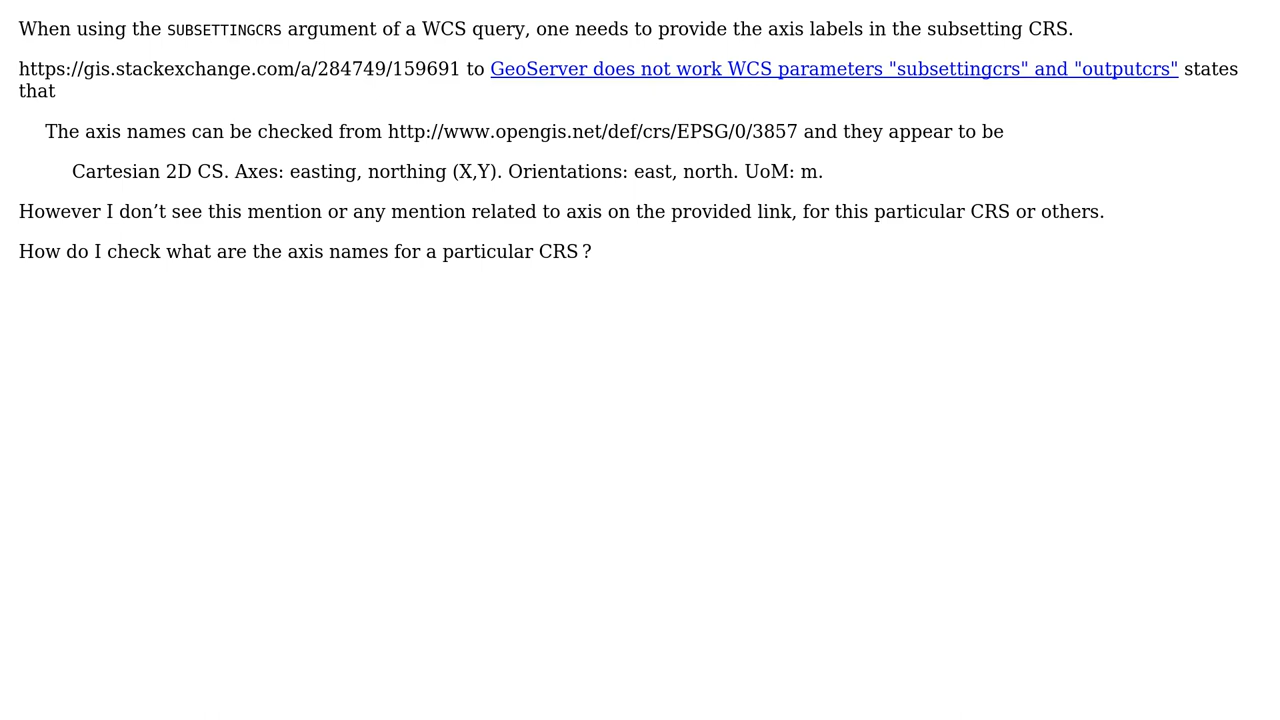 When using the SUBSETTINGCRS argument of a WCS query, one needs to provide the axis labels in the subsetting CRS.
https://gis.stackexchange.com/a/284749/159691 to GeoServer does not work WCS parameters "subsettingcrs" and "outputcrs" states
that
The axis names can be checked from http://www.opengis.net/def/crs/EPSG/0/3857 and they appear to be
Cartesian 2D CS. Axes: easting, northing (X,Y). Orientations: east, north. UoM: m.
However I don’t see this mention or any mention related to axis on the provided link, for this particular CRS or others.
How do I check what are the axis names for a particular CRS ?